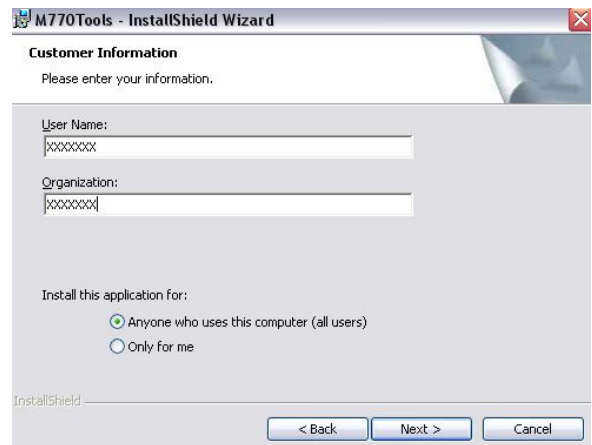 M770Tools - InstallShield Wizard
Customer Information
Please enter your information.
User Name:
XXXXXXX
Organization:
XXXXXXX
Install this application for:
Anyone who uses this computer (all users)
Only for me
InstallShield
< Back Next > Cancel